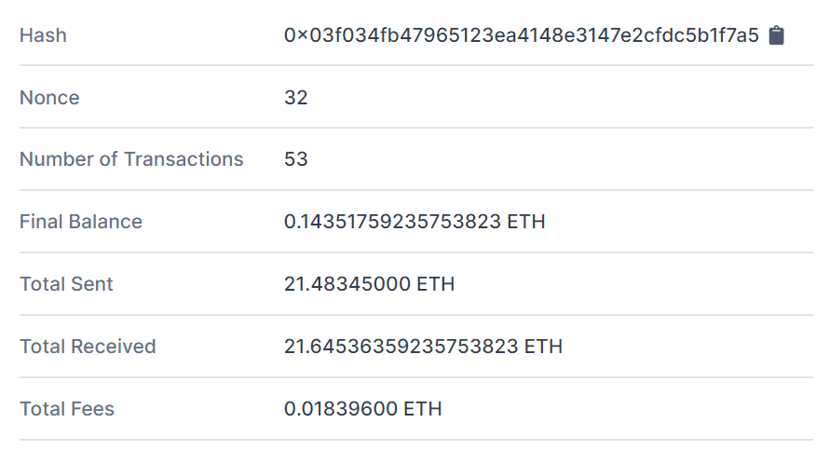 Hash 0×03f034fb47965123ea4148e3147e2cfdc5b1f7a5
Nonce 32
Number of Transactions 53
Final Balance 0.14351759235753823 ETH
Total Sent 21.48345000 ETH
Total Received 21.64536359235753823 ETH
Total Fees 0.01839600 ETH